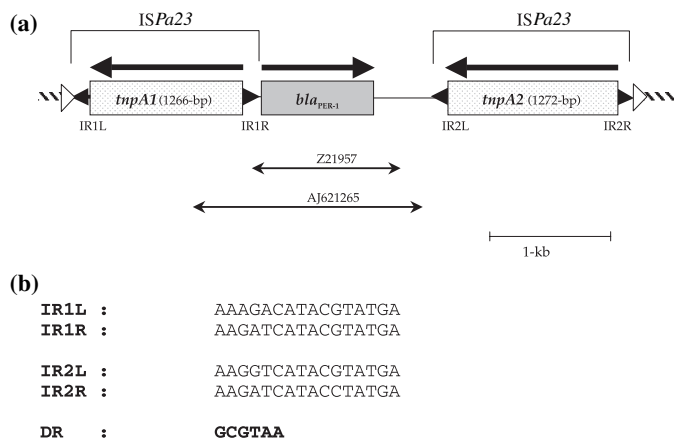 (a)
ISPa23 ISPa23
tnpA1 (1266-bp) blaPER-1 tnpA2 (1272-bp)
IR1L IR1R IR2L IR2R
Z21957
AJ621265
1-kb
(b)
IR1L : AAAGACATACGTATGA
IR1R : AAGATCATACGTATGA
IR2L : AAGGTCATACGTATGA
IR2R : AAGATCATACCTATGA
DR : GCGTAA